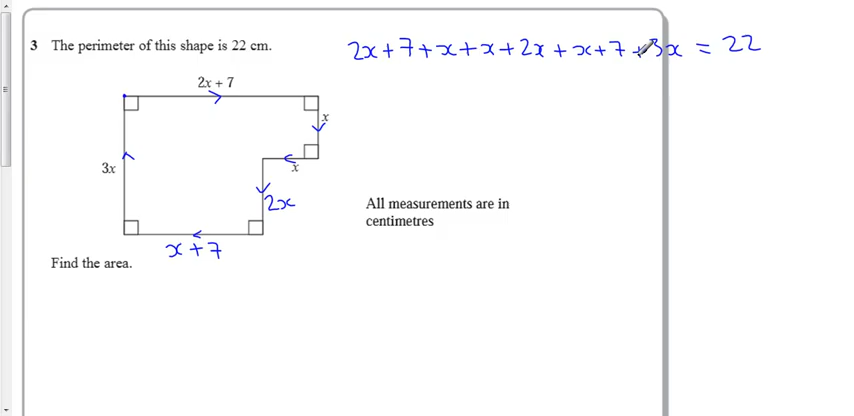 3 The perimeter of this shape is 22 cm.
2x + 7 + x + x + 2x + x + 7 + 3x = 22
2x + 7
x
3x
x
2x
All measurements are in
centimetres
x + 7
Find the area.